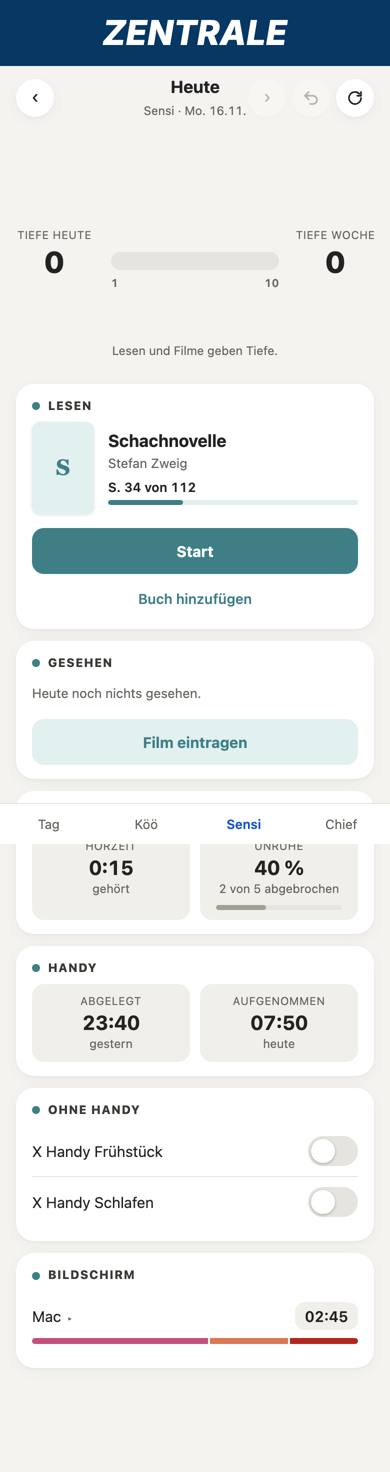 ZENTRALE
Heute
Sensi · Mo. 16.11.
TIEFE HEUTE
0
TIEFE WOCHE
0
1
10
Lesen und Filme geben Tiefe.
LESEN
S
Schachnovelle
Stefan Zweig
S. 34 von 112
Start
Buch hinzufügen
GESEHEN
Heute noch nichts gesehen.
Film eintragen
Tag
Köö
Sensi
Chief
HÖRZEIT
0:15
gehört
UNRUHE
40 %
2 von 5 abgebrochen
HANDY
ABGELEGT
23:40
gestern
AUFGENOMMEN
07:50
heute
OHNE HANDY
X Handy Frühstück
X Handy Schlafen
BILDSCHIRM
Mac
02:45